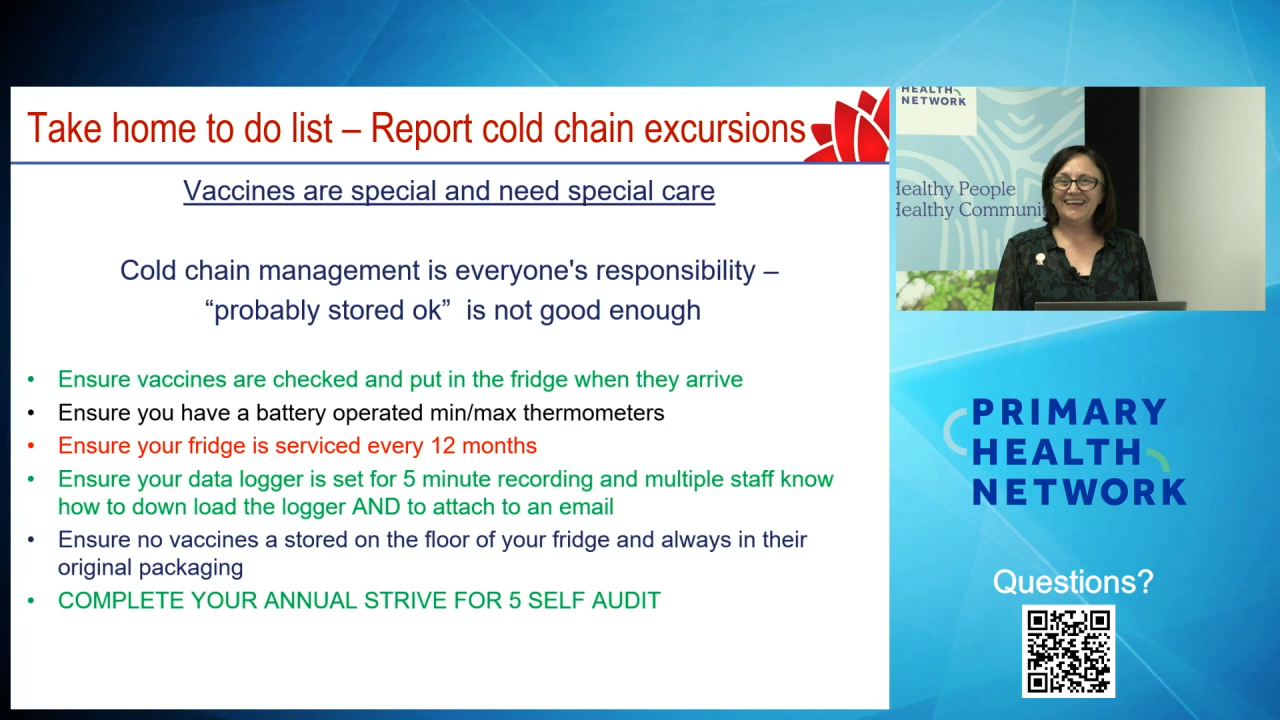 Take home to do list – Report cold chain excursions
Vaccines are special and need special care
Cold chain management is everyone's responsibility –
“probably stored ok”  is not good enough
• Ensure vaccines are checked and put in the fridge when they arrive
• Ensure you have a battery operated min/max thermometers
• Ensure your fridge is serviced every 12 months
• Ensure your data logger is set for 5 minute recording and multiple staff know
how to down load the logger AND to attach to an email
• Ensure no vaccines a stored on the floor of your fridge and always in their
original packaging
• COMPLETE YOUR ANNUAL STRIVE FOR 5 SELF AUDIT
HEALTH
NETWORK
Healthy People
Healthy Communi
PRIMARY
HEALTH
NETWORK
Questions?